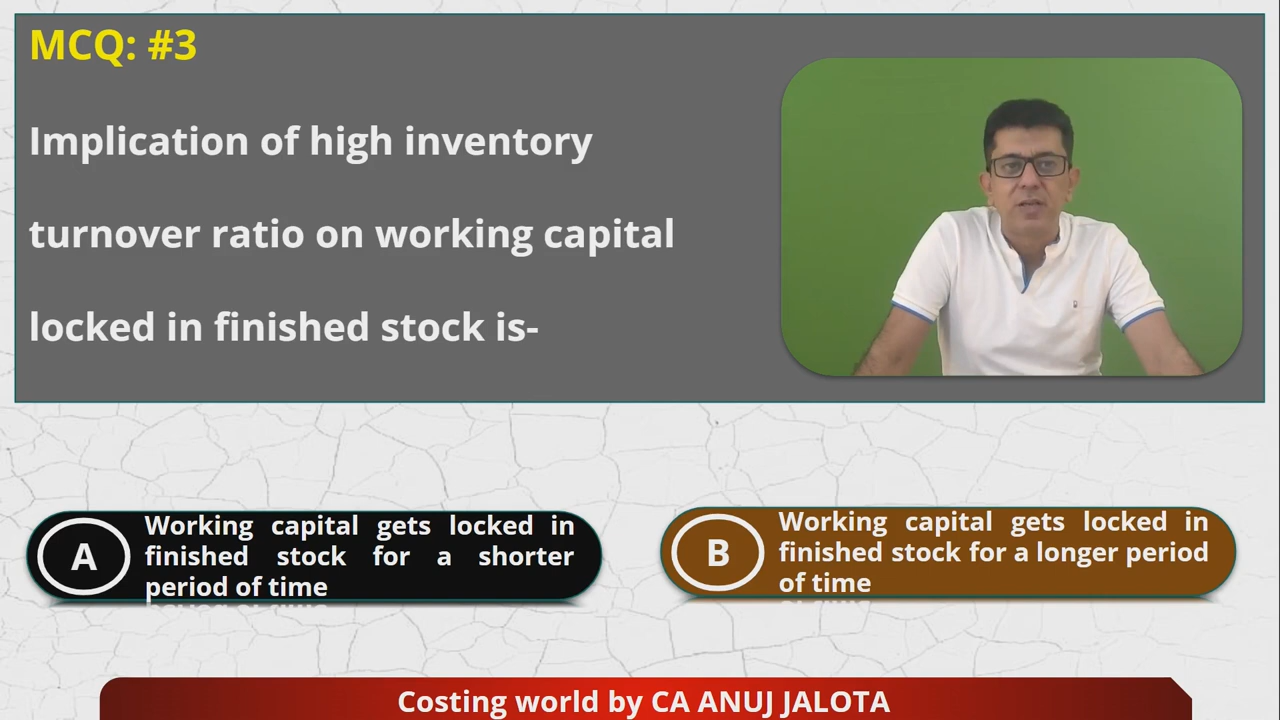 MCQ: #3
Implication of high inventory
turnover ratio on working capital
locked in finished stock is-
A
Working capital gets locked in
finished stock for a shorter
period of time
B
Working capital gets locked in
finished stock for a longer period
of time
Costing world by CA ANUJ JALOTA